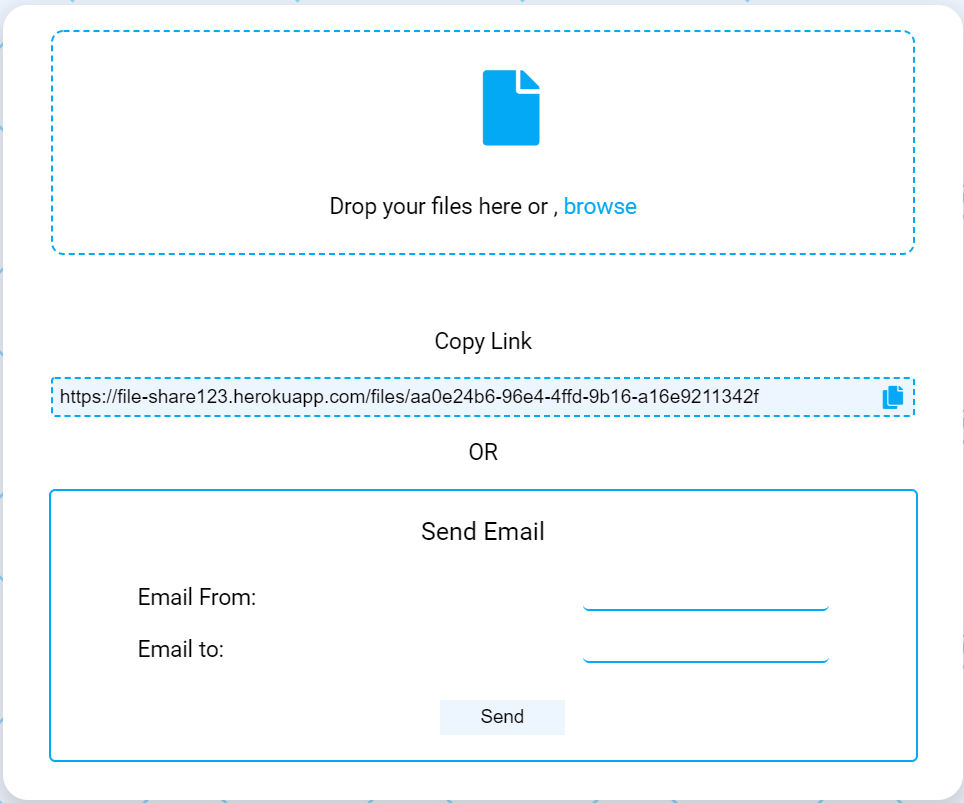 Drop your files here or , browse
Copy Link
https://file-share123.herokuapp.com/files/aa0e24b6-96e4-4ffd-9b16-a16e9211342f
OR
Send Email
Email From:
Email to:
Send